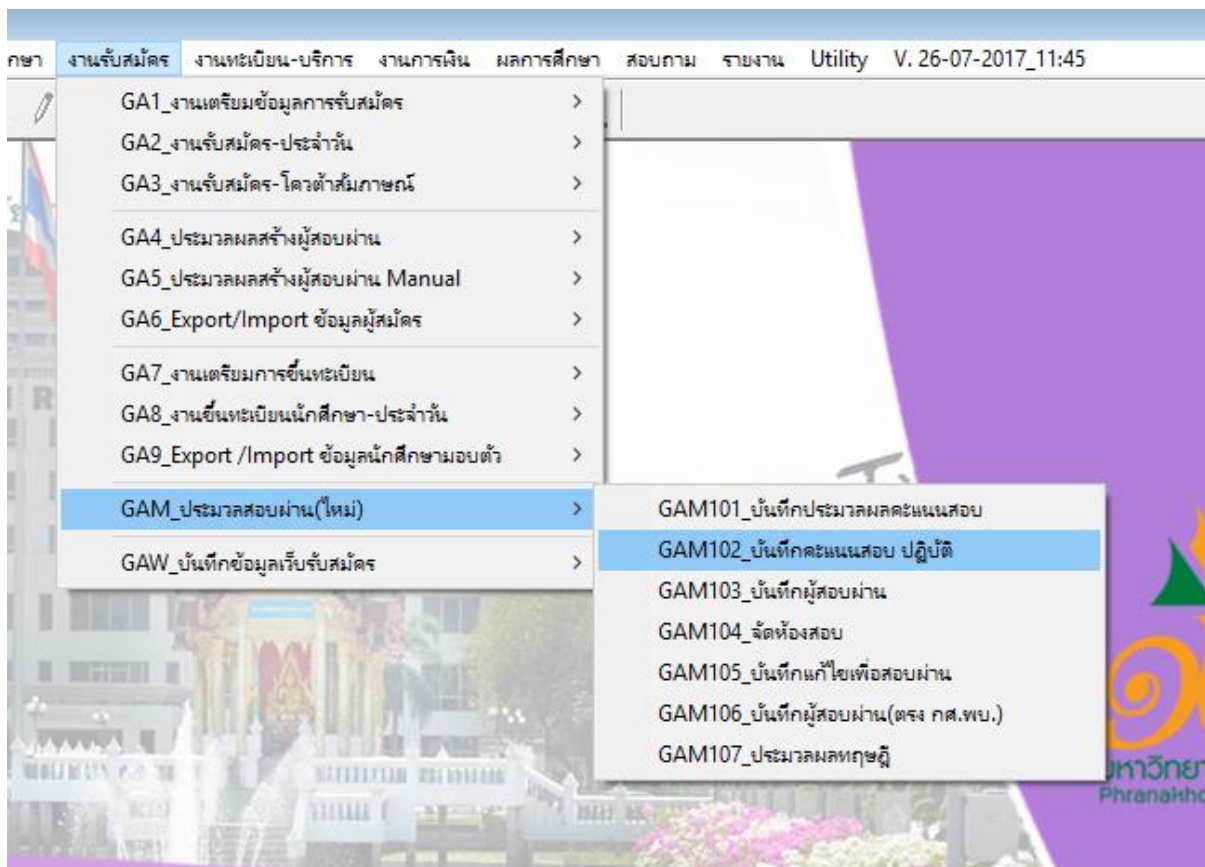 กษา งานรับสมัคร งานทะเบียน-บริการ งานการเงิน ผลการศึกษา สอบถาม รายงาน Utility V. 26-07-2017_11:45
GA1_งานเตรียมข้อมูลการรับสมัคร
GA2_งานรับสมัคร-ประจำวัน
GA3_งานรับสมัคร-โควต้าสัมภาษณ์
GA4_ประมวลผลสร้างผู้สอบผ่าน
GA5_ประมวลผลสร้างผู้สอบผ่าน Manual
GA6_Export/Import ข้อมูลผู้สมัคร
GA7_งานเตรียมการขึ้นทะเบียน
GA8_งานขึ้นทะเบียนนักศึกษา-ประจำวัน
GA9_Export /Import ข้อมูลนักศึกษามอบตัว
GAM_ประมวลสอบผ่าน(ใหม่)
GAW_บันทึกข้อมูลเว็บรับสมัคร
GAM101_บันทึกประมวลผลคะแนนสอบ
GAM102_บันทึกคะแนนสอบ ปฏิบัติ
GAM103_บันทึกผู้สอบผ่าน
GAM104_จัดห้องสอบ
GAM105_บันทึกแก้ไขเพื่อสอบผ่าน
GAM106_บันทึกผู้สอบผ่าน(ตรง กศ.พบ.)
GAM107_ประมวลผลทฤษฎี
มหาวิทยา
Phranakho